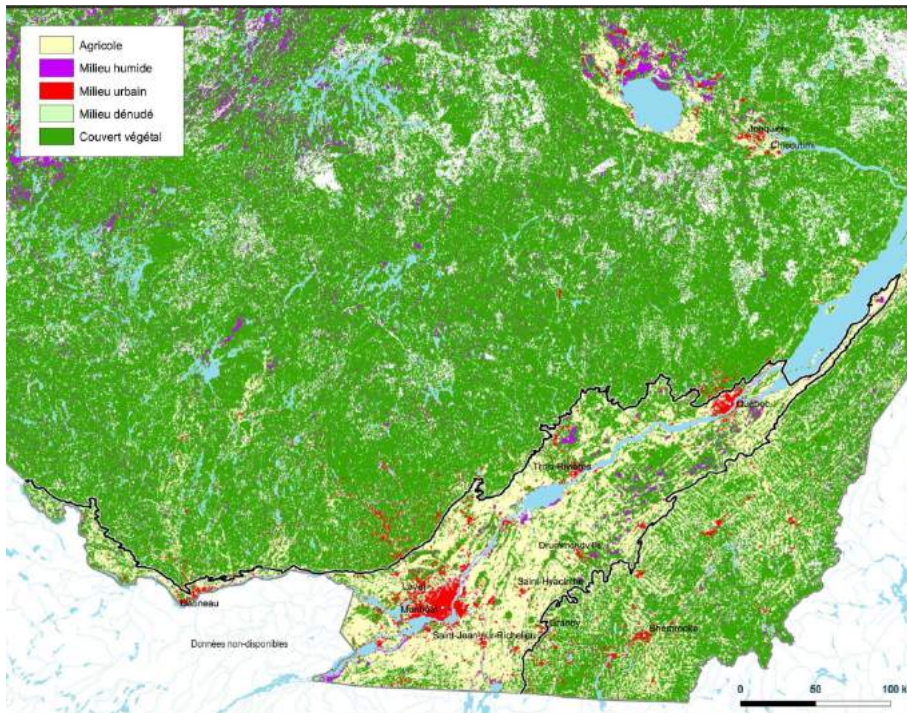 Agricole
Milieu humide
Milieu urbain
Milieu dénudé
Couvert végétal
Jonquière
Chicoutimi
Québec
Trois-Rivières
Drummondville
Saint-Hyacinthe
Laval
Montréal
Granby
Saint-Jean-sur-Richelieu
Sherbrooke
Gatineau
Données non-disponibles
0 50 100 k